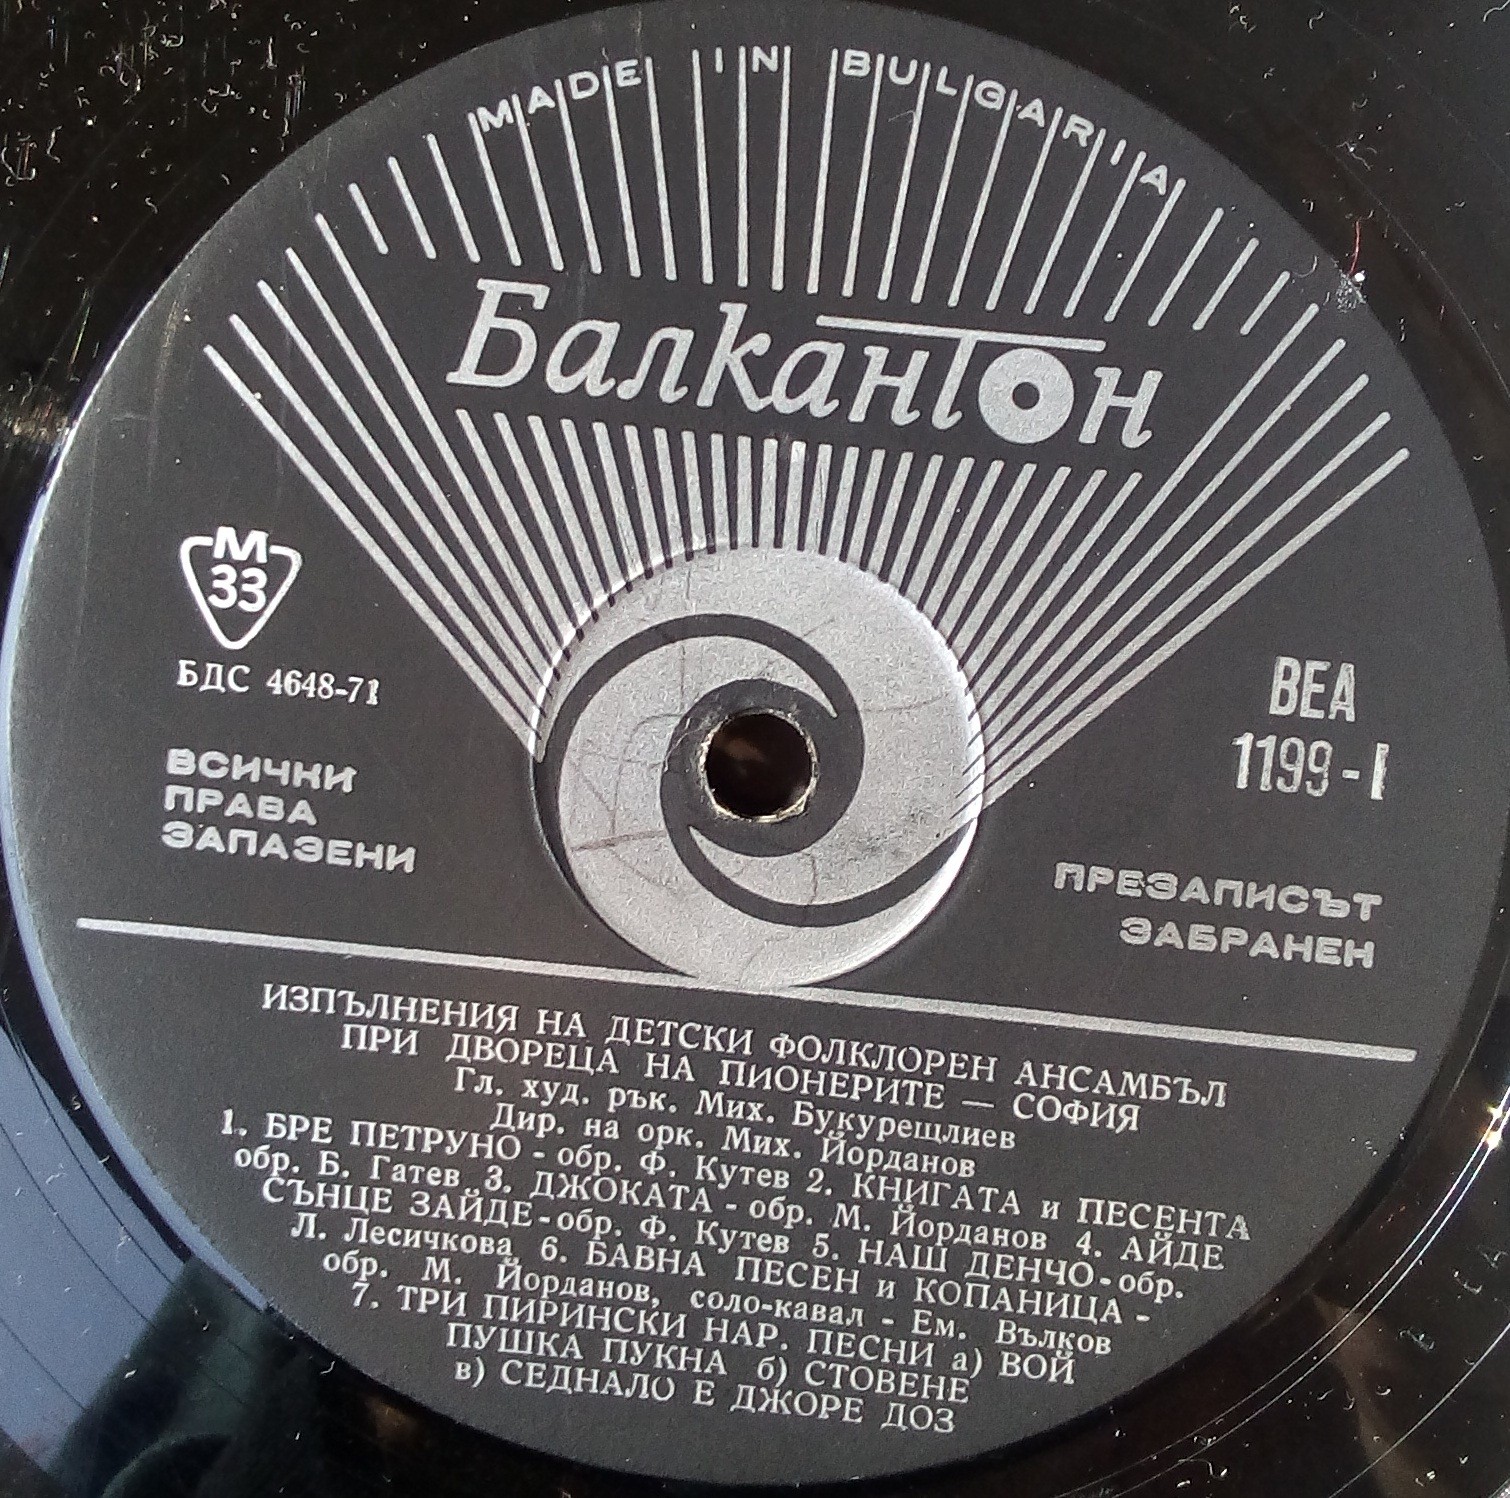 MADE IN BULGARIA
Балкантон
М
33
БДС 4648-71
ВСИЧКИ
ПРАВА
ЗАПАЗЕНИ
ВЕА
1199-I
ПРЕЗАПИСЪТ
ЗАБРАНЕН
ИЗПЪЛНЕНИЯ НА ДЕТСКИ ФОЛКЛОРЕН АНСАМБЪЛ
ПРИ ДВОРЕЦА НА ПИОНЕРИТЕ — СОФИЯ
Гл. худ. рък. Мих. Букурещлиев
Дир. на орк. Мих. Йорданов
1. БРЕ ПЕТРУНО - обр. Ф. Кутев 2. КНИГАТА и ПЕСЕНТА
обр. Б. Гатев 3. ДЖОКАТА - обр. М. Йорданов 4. АЙДЕ
СЪНЦЕ ЗАЙДЕ - обр. Ф. Кутев 5. НАШ ДЕНЧО - обр.
Л. Лесичкова 6. БАВНА ПЕСЕН и КОПАНИЦА -
обр. М. Йорданов, соло-кавал - Ем. Вълков
7. ТРИ ПИРИНСКИ НАР. ПЕСНИ а) ВОЙ
ПУШКА ПУКНА б) СТОВЕНЕ
в) СЕДНАЛО Е ДЖОРЕ ДОЗ